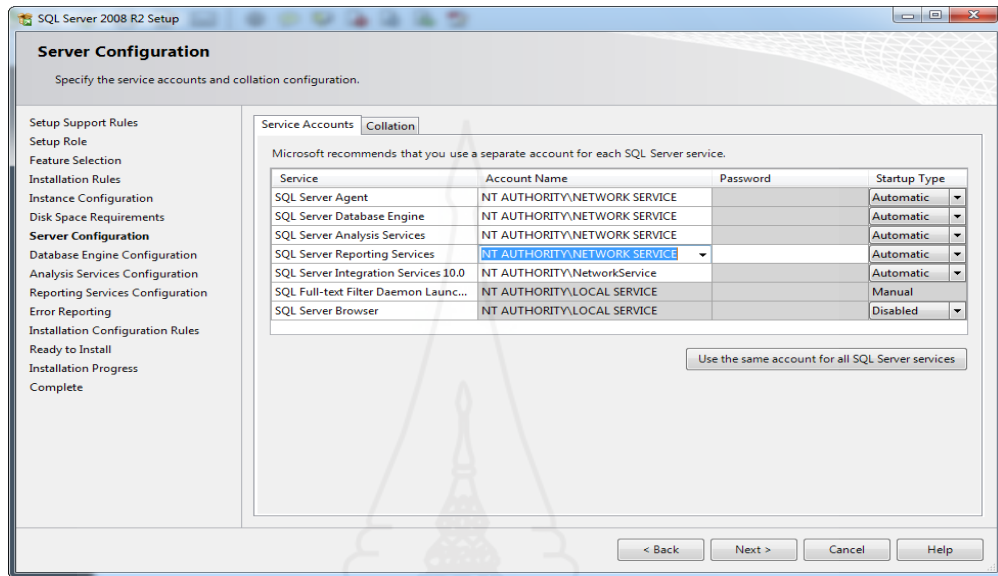 SQL Server 2008 R2 Setup
Server Configuration
Specify the service accounts and collation configuration.
Setup Support Rules
Setup Role
Feature Selection
Installation Rules
Instance Configuration
Disk Space Requirements
Server Configuration
Database Engine Configuration
Analysis Services Configuration
Reporting Services Configuration
Error Reporting
Installation Configuration Rules
Ready to Install
Installation Progress
Complete
Service Accounts Collation
Microsoft recommends that you use a separate account for each SQL Server service.
Service Account Name Password Startup Type
SQL Server Agent NT AUTHORITY\NETWORK SERVICE Automatic
SQL Server Database Engine NT AUTHORITY\NETWORK SERVICE Automatic
SQL Server Analysis Services NT AUTHORITY\NETWORK SERVICE Automatic
SQL Server Reporting Services NT AUTHORITY\NETWORK SERVICE Automatic
SQL Server Integration Services 10.0 NT AUTHORITY\NetworkService Automatic
SQL Full-text Filter Daemon Launc... NT AUTHORITY\LOCAL SERVICE Manual
SQL Server Browser NT AUTHORITY\LOCAL SERVICE Disabled
Use the same account for all SQL Server services
< Back Next > Cancel Help